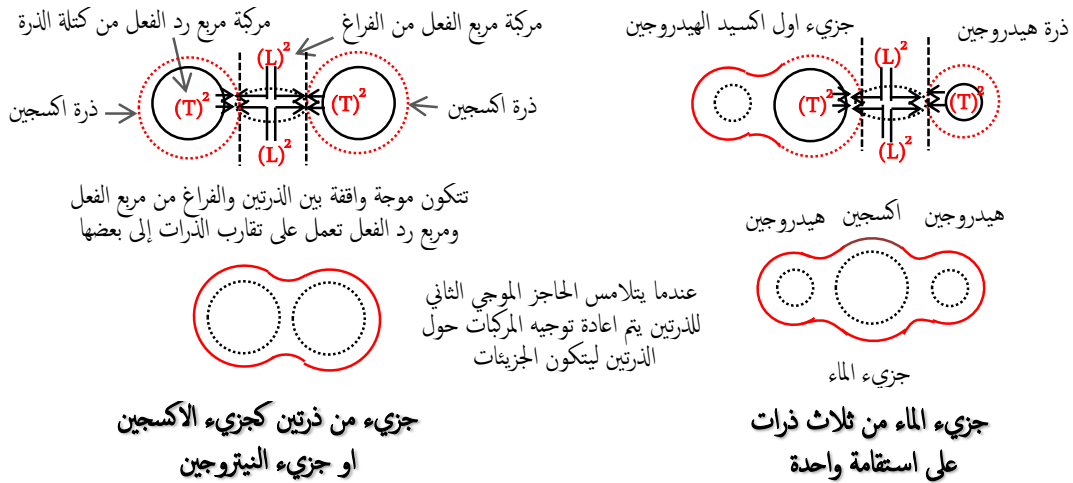 ذرة هيدروجين
جزيء اول اكسيد الهيدروجين
(L)²
(T)²
(T)²
(L)²
هيدروجين
اكسجين
هيدروجين
جزيء الماء
جزيء الماء من ثلاث ذرات
على استقامة واحدة
مركبة مربع الفعل من الفراغ
مركبة مربع رد الفعل من كتلة الذرة
(L)²
ذرة اكسجين
(T)²
(T)²
ذرة اكسجين
(L)²
تتكون موجة واقفة بين الذرتين والفراغ من مربع الفعل
ومربع رد الفعل تعمل على تقارب الذرات إلى بعضها
عندما يتلامس الحاجز الموجي الثاني
للذرتين يتم اعادة توجيه المركبات حول
الذرتين ليتكون الجزيئات
جزيء من ذرتين كجزيء الاكسجين
او جزيء النيتروجين